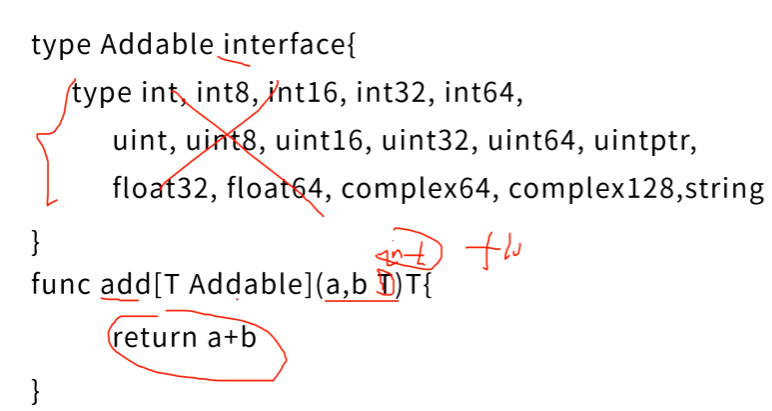 type Addable interface{
type int, int8, int16, int32, int64,
uint, uint8, uint16, uint32, uint64, uintptr,
float32, float64, complex64, complex128,string
}
int
func add[T Addable](a,b T)T{
return a+b
}